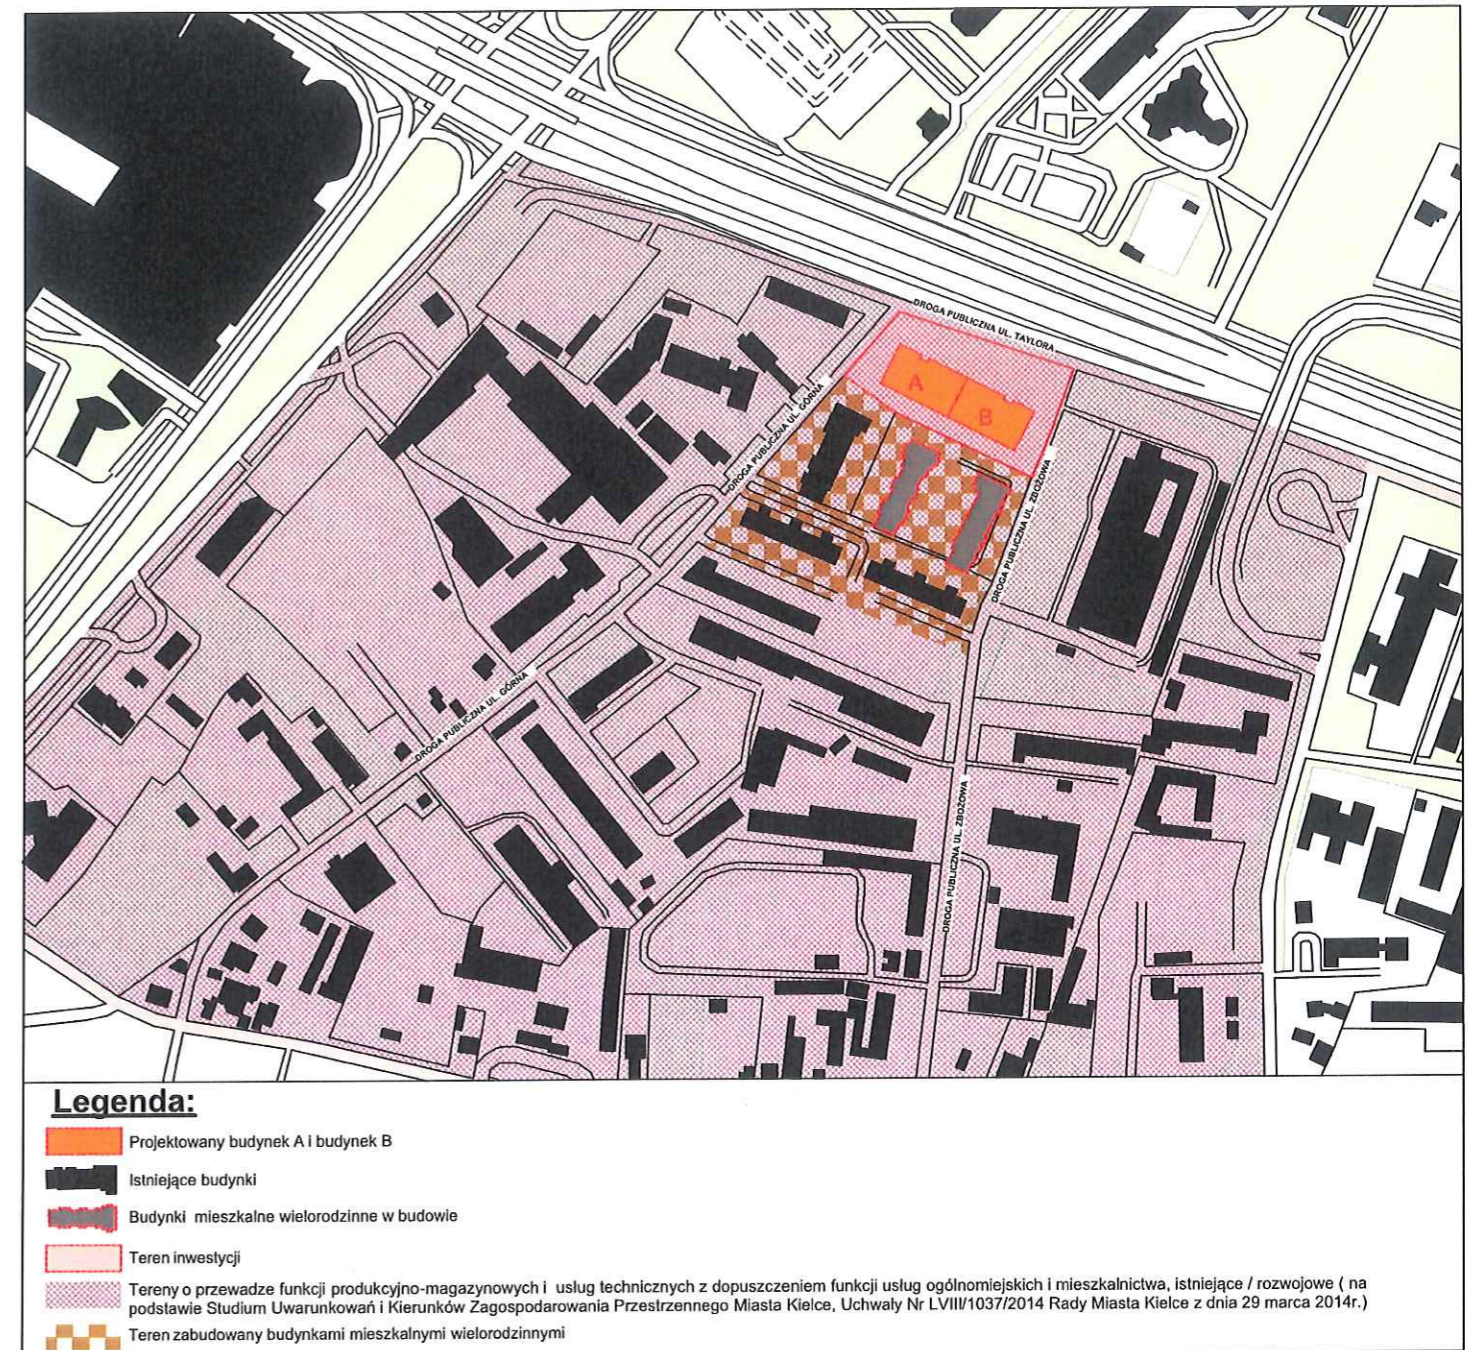 DROGA PUBLICZNA UL. TAYLORA
A
B
DROGA PUBLICZNA UL. GÓRNA
DROGA PUBLICZNA UL. ZBOŻOWA
DROGA PUBLICZNA UL. GÓRNA
DROGA PUBLICZNA UL. ZBOŻOWA
Legenda:
Projektowany budynek A i budynek B
Istniejące budynki
Budynki mieszkalne wielorodzinne w budowie
Teren inwestycji
Tereny o przewadze funkcji produkcyjno-magazynowych i usług technicznych z dopuszczeniem funkcji usług ogólnomiejskich i mieszkalnictwa, istniejące / rozwojowe ( na
podstawie Studium Uwarunkowań i Kierunków Zagospodarowania Przestrzennego Miasta Kielce, Uchwały Nr LVIII/1037/2014 Rady Miasta Kielce z dnia 29 marca 2014r.)
Teren zabudowany budynkami mieszkalnymi wielorodzinnymi